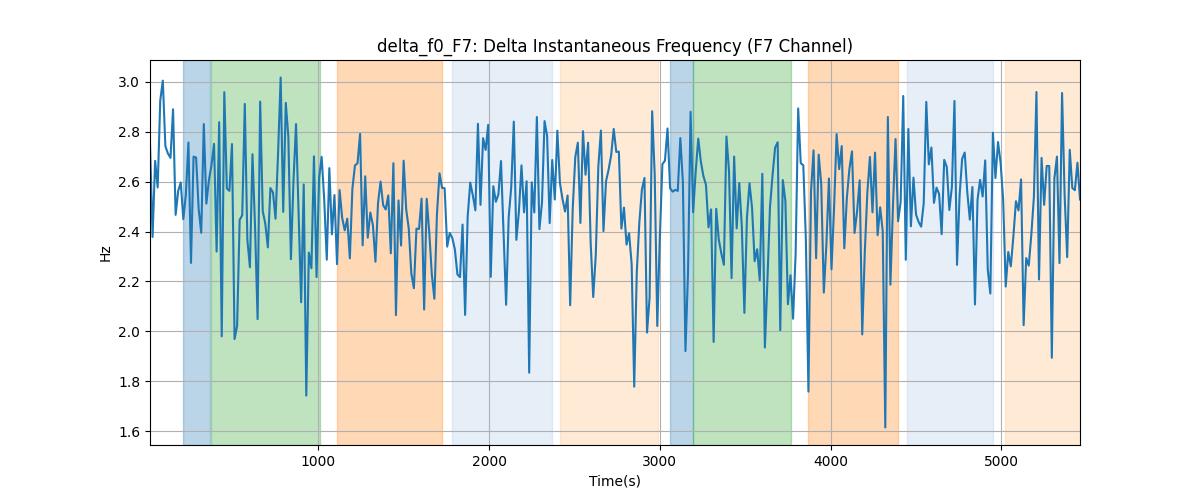 delta_f0_F7: Delta Instantaneous Frequency (F7 Channel)
3.0
2.8
2.6
2.4
2.2
2.0
1.8
1.6
Hz
1000 2000 3000 4000 5000
Time(s)